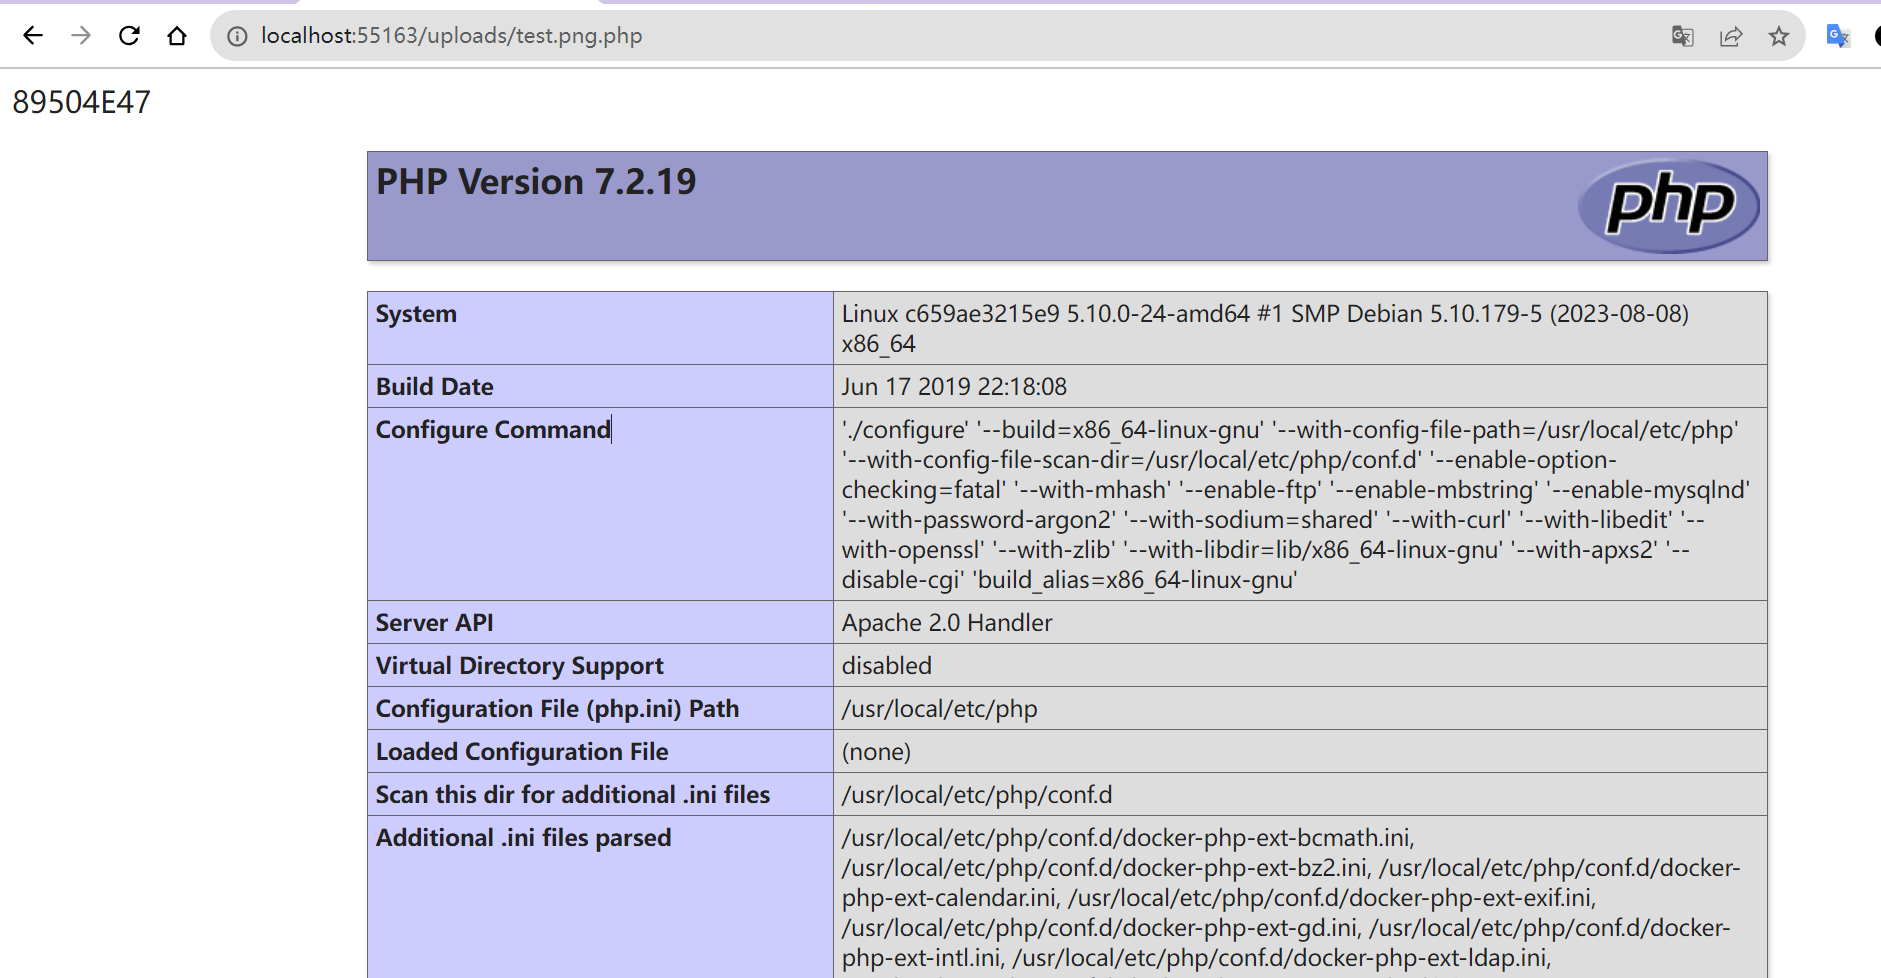 localhost:55163/uploads/test.png.php
89504E47
PHP Version 7.2.19
php
System
Linux c659ae3215e9 5.10.0-24-amd64 #1 SMP Debian 5.10.179-5 (2023-08-08)
x86_64
Build Date
Jun 17 2019 22:18:08
Configure Command
'./configure' '--build=x86_64-linux-gnu' '--with-config-file-path=/usr/local/etc/php'
'--with-config-file-scan-dir=/usr/local/etc/php/conf.d' '--enable-option-
checking=fatal' '--with-mhash' '--enable-ftp' '--enable-mbstring' '--enable-mysqlnd'
'--with-password-argon2' '--with-sodium=shared' '--with-curl' '--with-libedit' '--
with-openssl' '--with-zlib' '--with-libdir=lib/x86_64-linux-gnu' '--with-apxs2' '--
disable-cgi' 'build_alias=x86_64-linux-gnu'
Server API
Apache 2.0 Handler
Virtual Directory Support
disabled
Configuration File (php.ini) Path
/usr/local/etc/php
Loaded Configuration File
(none)
Scan this dir for additional .ini files
/usr/local/etc/php/conf.d
Additional .ini files parsed
/usr/local/etc/php/conf.d/docker-php-ext-bcmath.ini,
/usr/local/etc/php/conf.d/docker-php-ext-bz2.ini, /usr/local/etc/php/conf.d/docker-
php-ext-calendar.ini, /usr/local/etc/php/conf.d/docker-php-ext-exif.ini,
/usr/local/etc/php/conf.d/docker-php-ext-gd.ini, /usr/local/etc/php/conf.d/docker-
php-ext-intl.ini, /usr/local/etc/php/conf.d/docker-php-ext-ldap.ini,